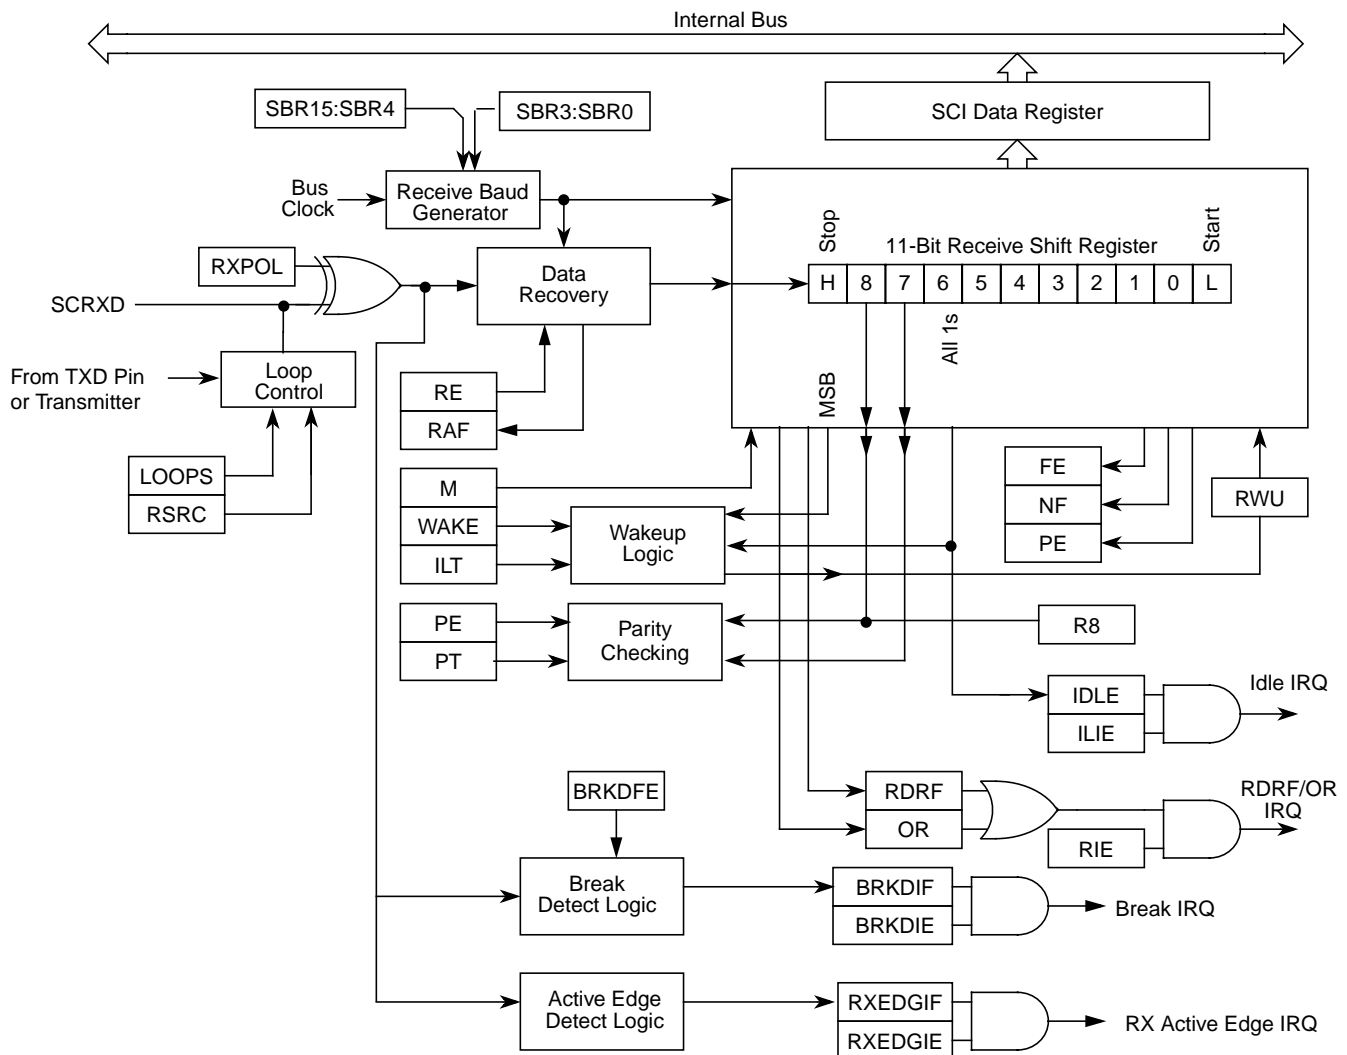 Internal Bus
SBR15:SBR4
SBR3:SBR0
SCI Data Register
Bus
Clock
Receive Baud
Generator
RXPOL
SCRXD
Data
Recovery
Stop
11-Bit Receive Shift Register
Start
H 8 7 6 5 4 3 2 1 0 L
All 1s
MSB
From TXD Pin
or Transmitter
Loop
Control
RE
RAF
LOOPS
RSRC
M
WAKE
ILT
Wakeup
Logic
FE
NF
PE
RWU
PE
PT
Parity
Checking
R8
IDLE
ILIE
Idle IRQ
BRKDFE
RDRF
OR
RIE
RDRF/OR
IRQ
Break
Detect Logic
BRKDIF
BRKDIE
Break IRQ
Active Edge
Detect Logic
RXEDGIF
RXEDGIE
RX Active Edge IRQ